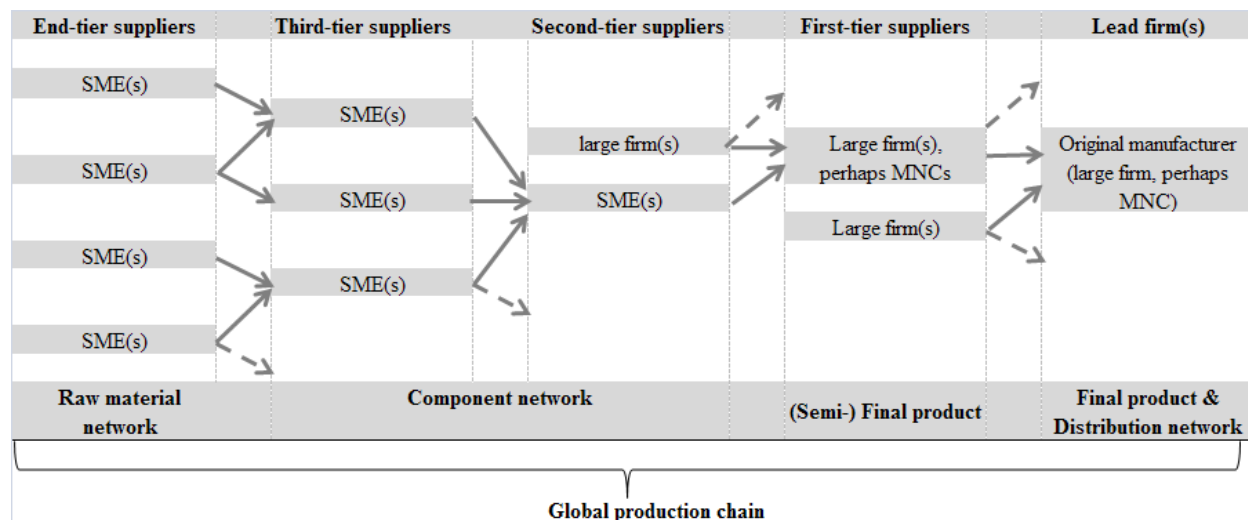 End-tier suppliers
Third-tier suppliers
Second-tier suppliers
First-tier suppliers
Lead firm(s)
SME(s)
SME(s)
SME(s)
SME(s)
SME(s)
SME(s)
SME(s)
large firm(s)
SME(s)
Large firm(s),
perhaps MNCs
Large firm(s)
Original manufacturer
(large firm, perhaps
MNC)
Raw material
network
Component network
(Semi-) Final product
Final product &
Distribution network
Global production chain